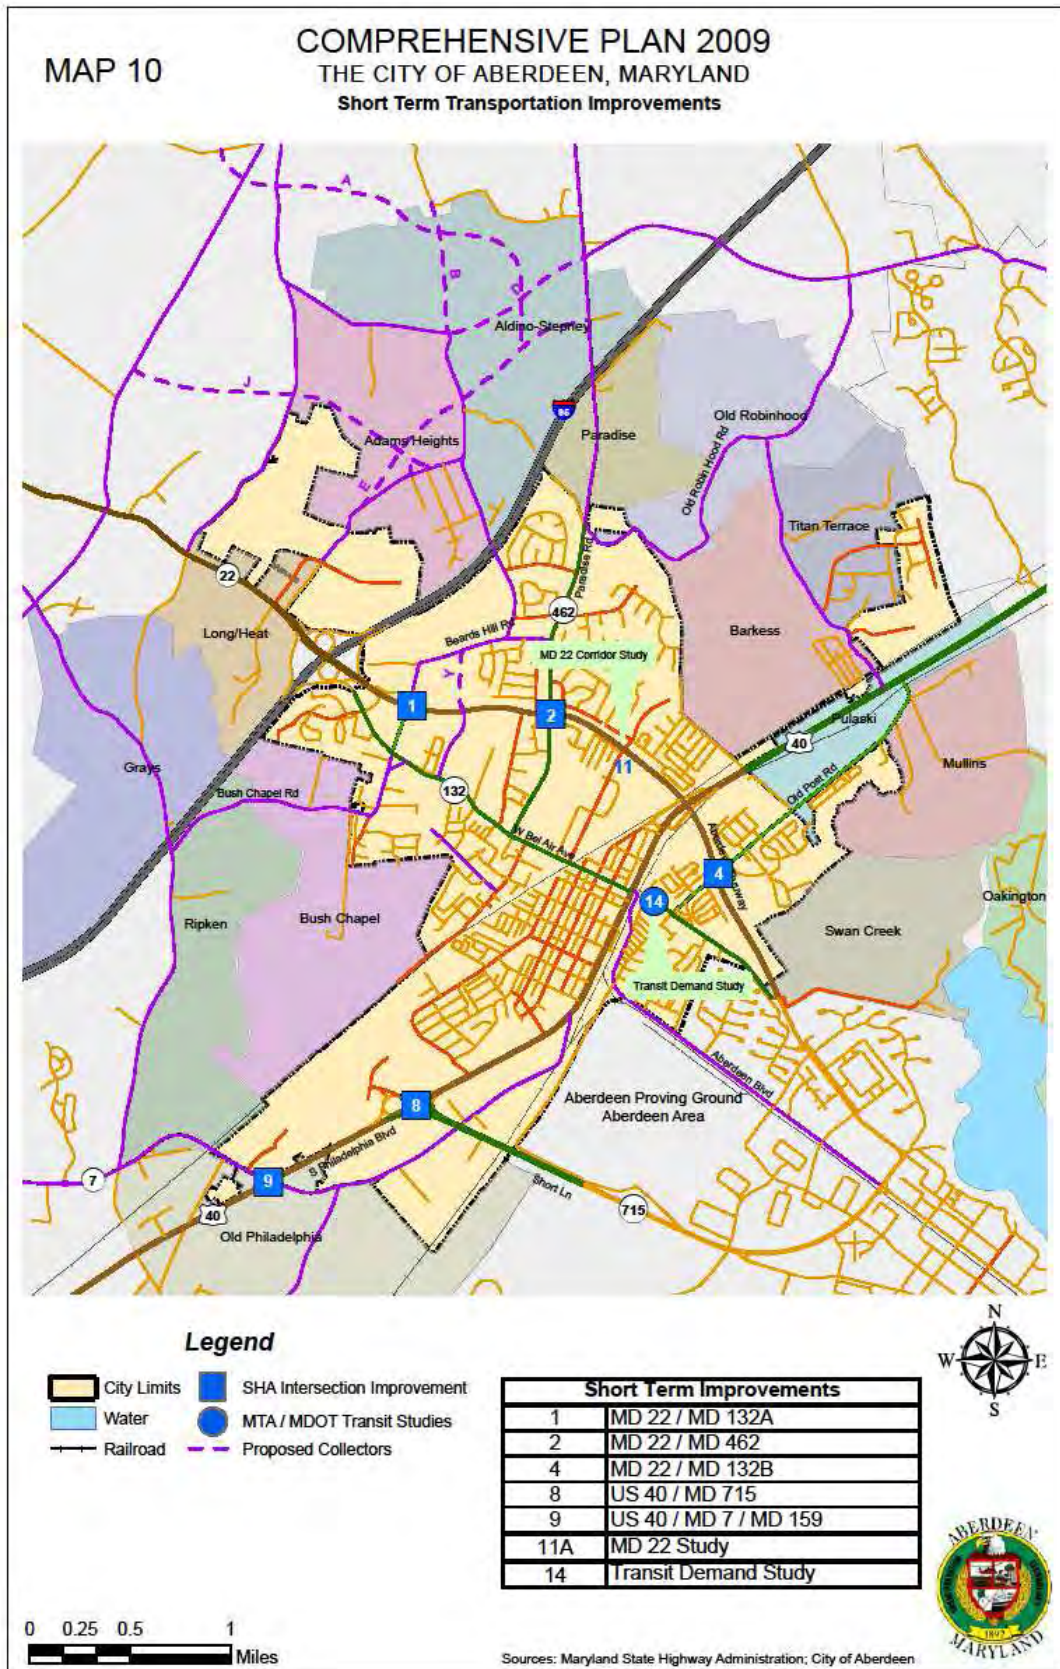 MAP 10
COMPREHENSIVE PLAN 2009
THE CITY OF ABERDEEN, MARYLAND
Short Term Transportation Improvements
A
B
D
Aldino-Stepney
J
95
Old Robinhood
Paradise
Adams Heights
E
Old Robin Hood Rd
Titan Terrace
Paradise Rd
22
462
Long/Heat
Beards Hill Rd
Barkess
MD 22 Corridor Study
Y
1
2
Pulaski
40
Grays
11
Mullins
132
Bush Chapel Rd
Old Post Rd
W Bel Air Ave
4
Oakington
14
Bush Chapel
Ripken
Swan Creek
Transit Demand Study
Aberdeen Blvd
Aberdeen Proving Ground
Aberdeen Area
8
S Philadelphia Blvd
7
9
Short Ln
40
715
Old Philadelphia
Legend
City Limits
SHA Intersection Improvement
Water
MTA / MDOT Transit Studies
Railroad
Proposed Collectors
N
W E
S
Short Term Improvements
1 MD 22 / MD 132A
2 MD 22 / MD 462
4 MD 22 / MD 132B
8 US 40 / MD 715
9 US 40 / MD 7 / MD 159
11A MD 22 Study
14 Transit Demand Study
ABERDEEN
1892
MARYLAND
0 0.25 0.5 1
Miles
Sources: Maryland State Highway Administration; City of Aberdeen